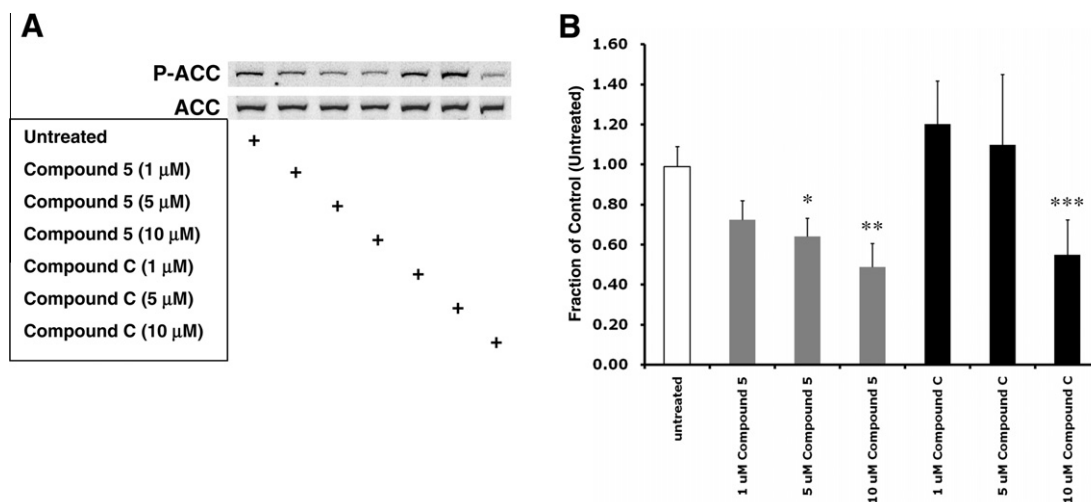 A
P-ACC
ACC
Untreated
+
Compound 5 (1 μM)
+
Compound 5 (5 μM)
+
Compound 5 (10 μM)
+
Compound C (1 μM)
+
Compound C (5 μM)
+
Compound C (10 μM)
+
B
Fraction of Control (Untreated)
1.60
1.40
1.20
1.00
0.80
0.60
0.40
0.20
0.00
*
**
***
untreated
1 uM Compound 5
5 uM Compound 5
10 uM Compound 5
1 uM Compound C
5 uM Compound C
10 uM Compound C